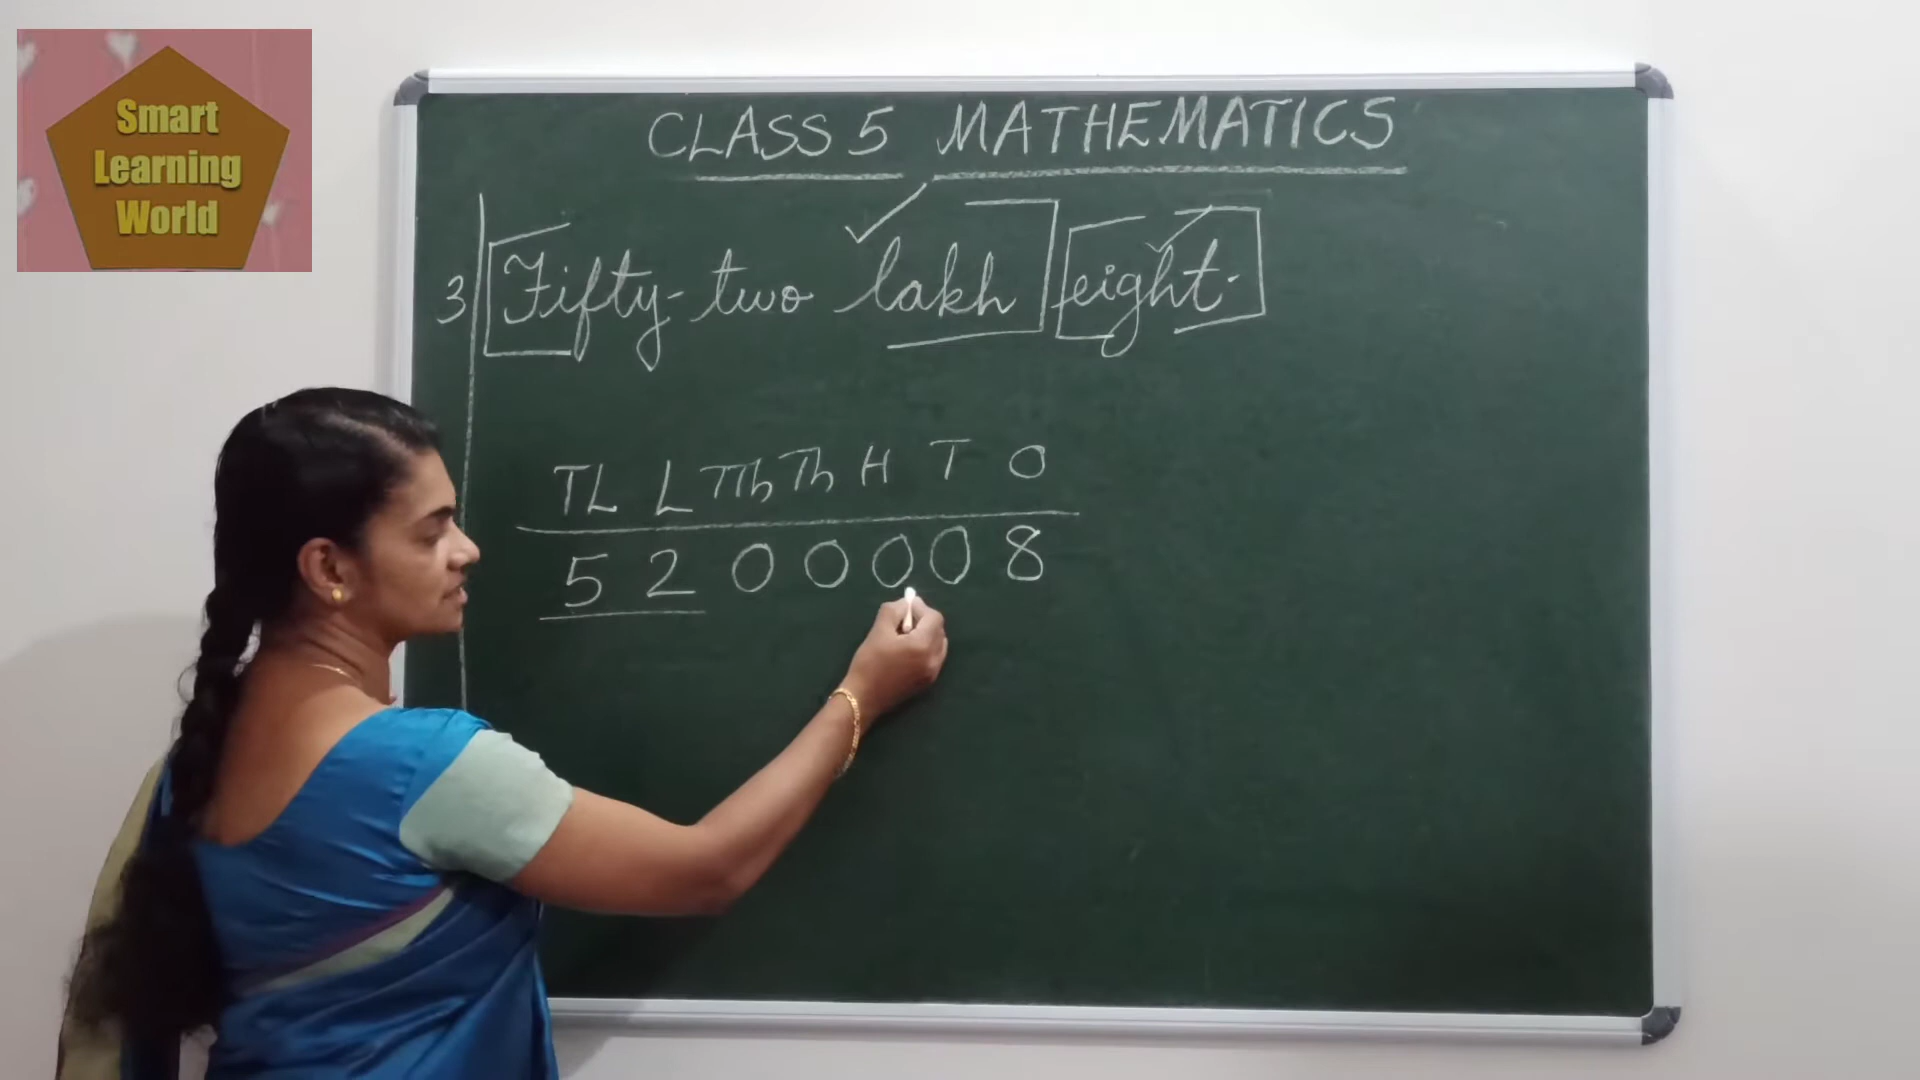 Smart
Learning
World
CLASS 5 MATHEMATICS
3 Fifty-two lakh eight.
TL L TTh Th H T O
5 2 0 0 0 0 8